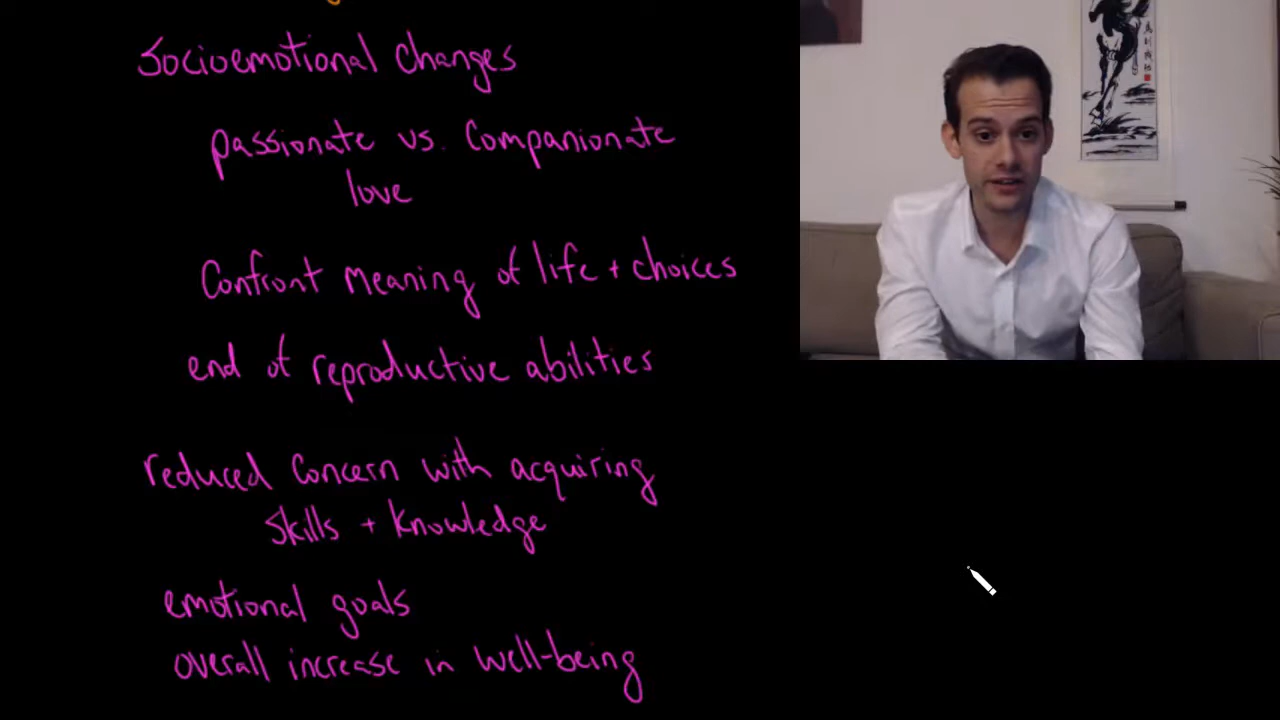 Socioemotional Changes
passionate vs. Companionate
love
Confront meaning of life + choices
end of reproductive abilities
reduced concern with acquiring
skills + knowledge
emotional goals
overall increase in well-being